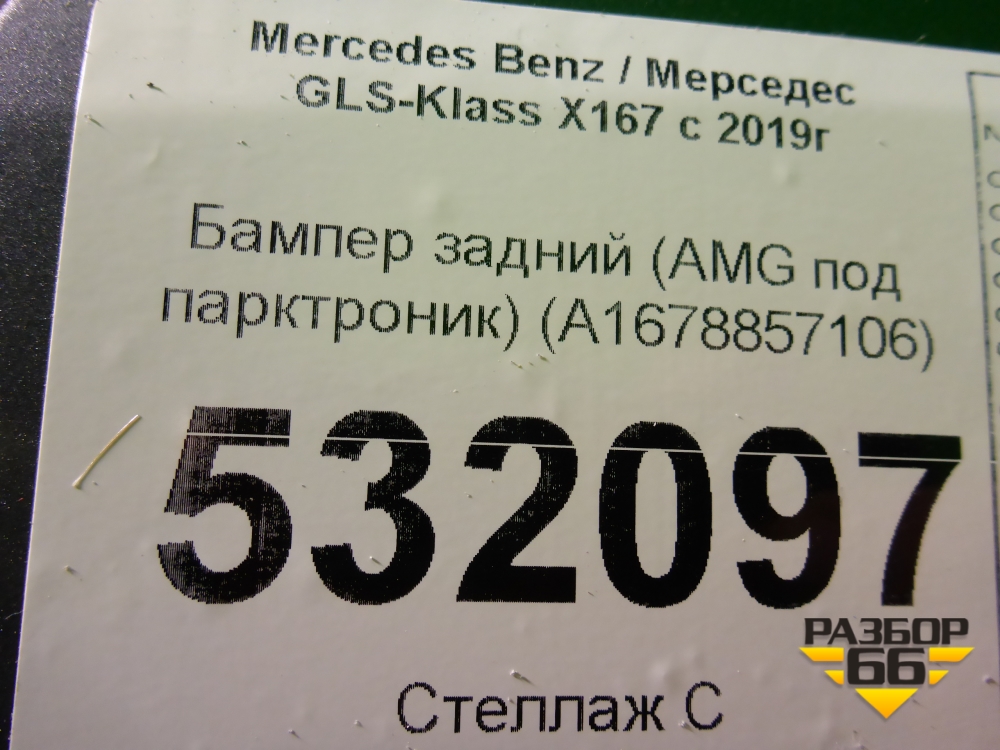 Mercedes Benz / Мерседес
GLS-Klass X167 с 2019г
Бампер задний (AMG под
парктроник) (A1678857106)
532097
Стеллаж С
РАЗБОР
66